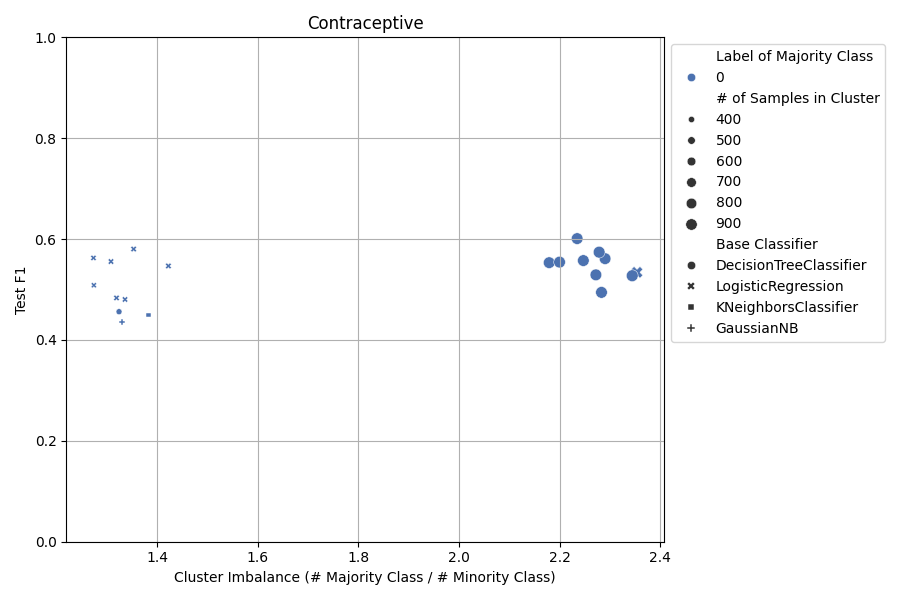 Contraceptive
1.0
0.8
0.6
0.4
0.2
0.0
Test F1
1.4
1.6
1.8
2.0
2.2
2.4
Cluster Imbalance (# Majority Class / # Minority Class)
Label of Majority Class
0
# of Samples in Cluster
400
500
600
700
800
900
Base Classifier
DecisionTreeClassifier
LogisticRegression
KNeighborsClassifier
GaussianNB